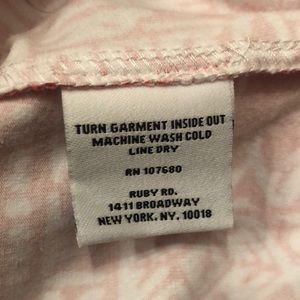 TURN GARMENT INSIDE OUT
MACHINE WASH COLD
LINE DRY
RN 107680
RUBY RD.
1411 BROADWAY
NEW YORK, NY. 10018